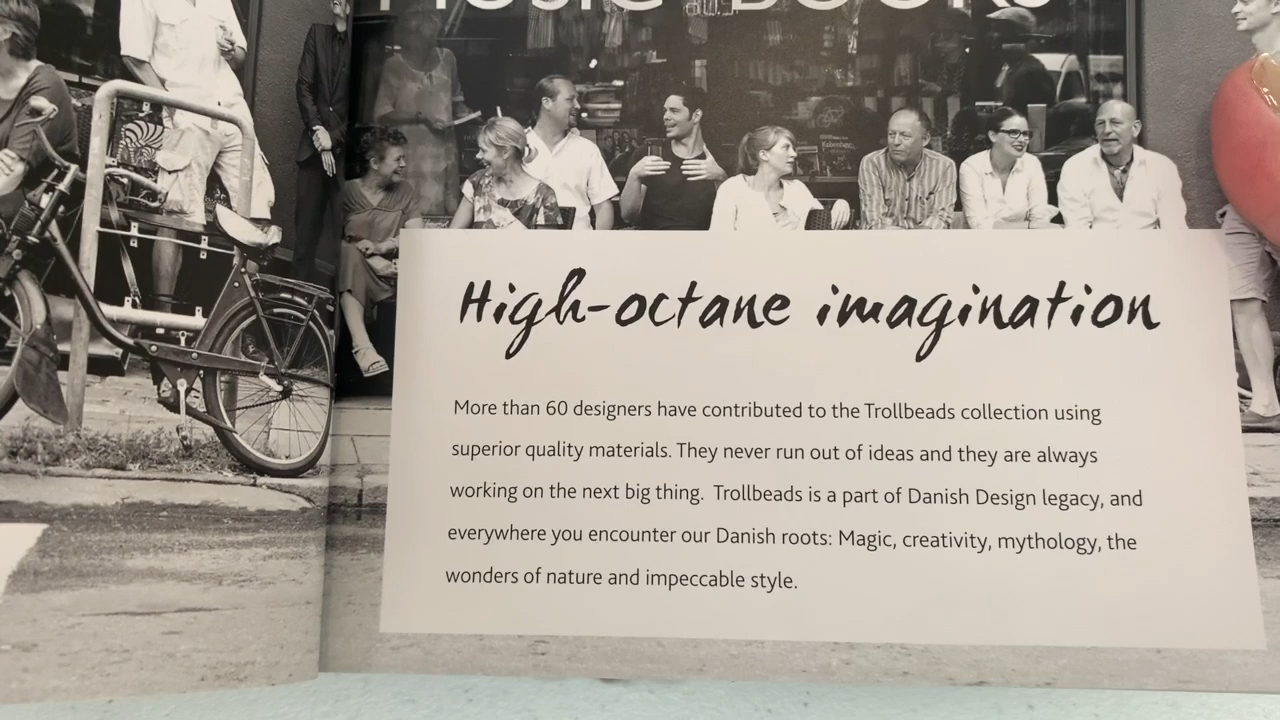 MUSIC BOOKS
High-octane imagination
More than 60 designers have contributed to the Trollbeads collection using
superior quality materials. They never run out of ideas and they are always
working on the next big thing.  Trollbeads is a part of Danish Design legacy, and
everywhere you encounter our Danish roots: Magic, creativity, mythology, the
wonders of nature and impeccable style.